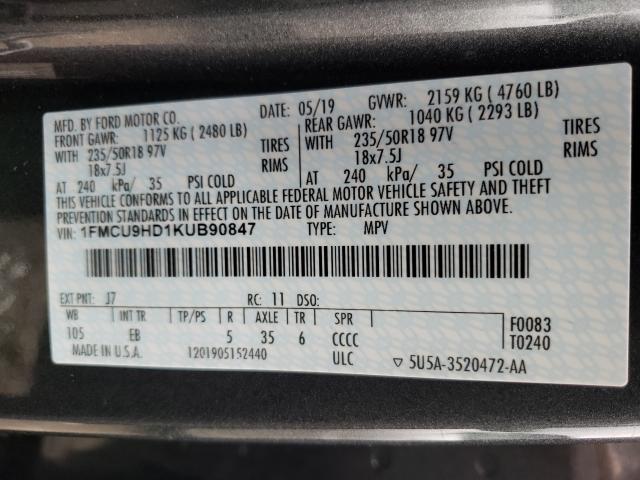 MFD. BY FORD MOTOR CO. DATE: 05/19 GVWR: 2159 KG ( 4760 LB)
FRONT GAWR: 1125 KG ( 2480 LB) REAR GAWR: 1040 KG ( 2293 LB)
WITH 235/50R18 97V TIRES WITH 235/50R18 97V TIRES
18x7.5J RIMS 18x7.5J RIMS
AT 240 kPa/ 35 PSI COLD AT 240 kPa/ 35 PSI COLD
THIS VEHICLE CONFORMS TO ALL APPLICABLE FEDERAL MOTOR VEHICLE SAFETY AND THEFT
PREVENTION STANDARDS IN EFFECT ON THE DATE OF MANUFACTURE SHOWN ABOVE.
VIN: 1FMCU9HD1KUB90847 TYPE: MPV
EXT PNT: J7 RC: 11 DSO:
WB INT TR TP/PS R AXLE TR SPR F0083
105 EB 5 35 6 CCCC T0240
MADE IN U.S.A. 1201905152440 ULC ▽ 5U5A-3520472-AA